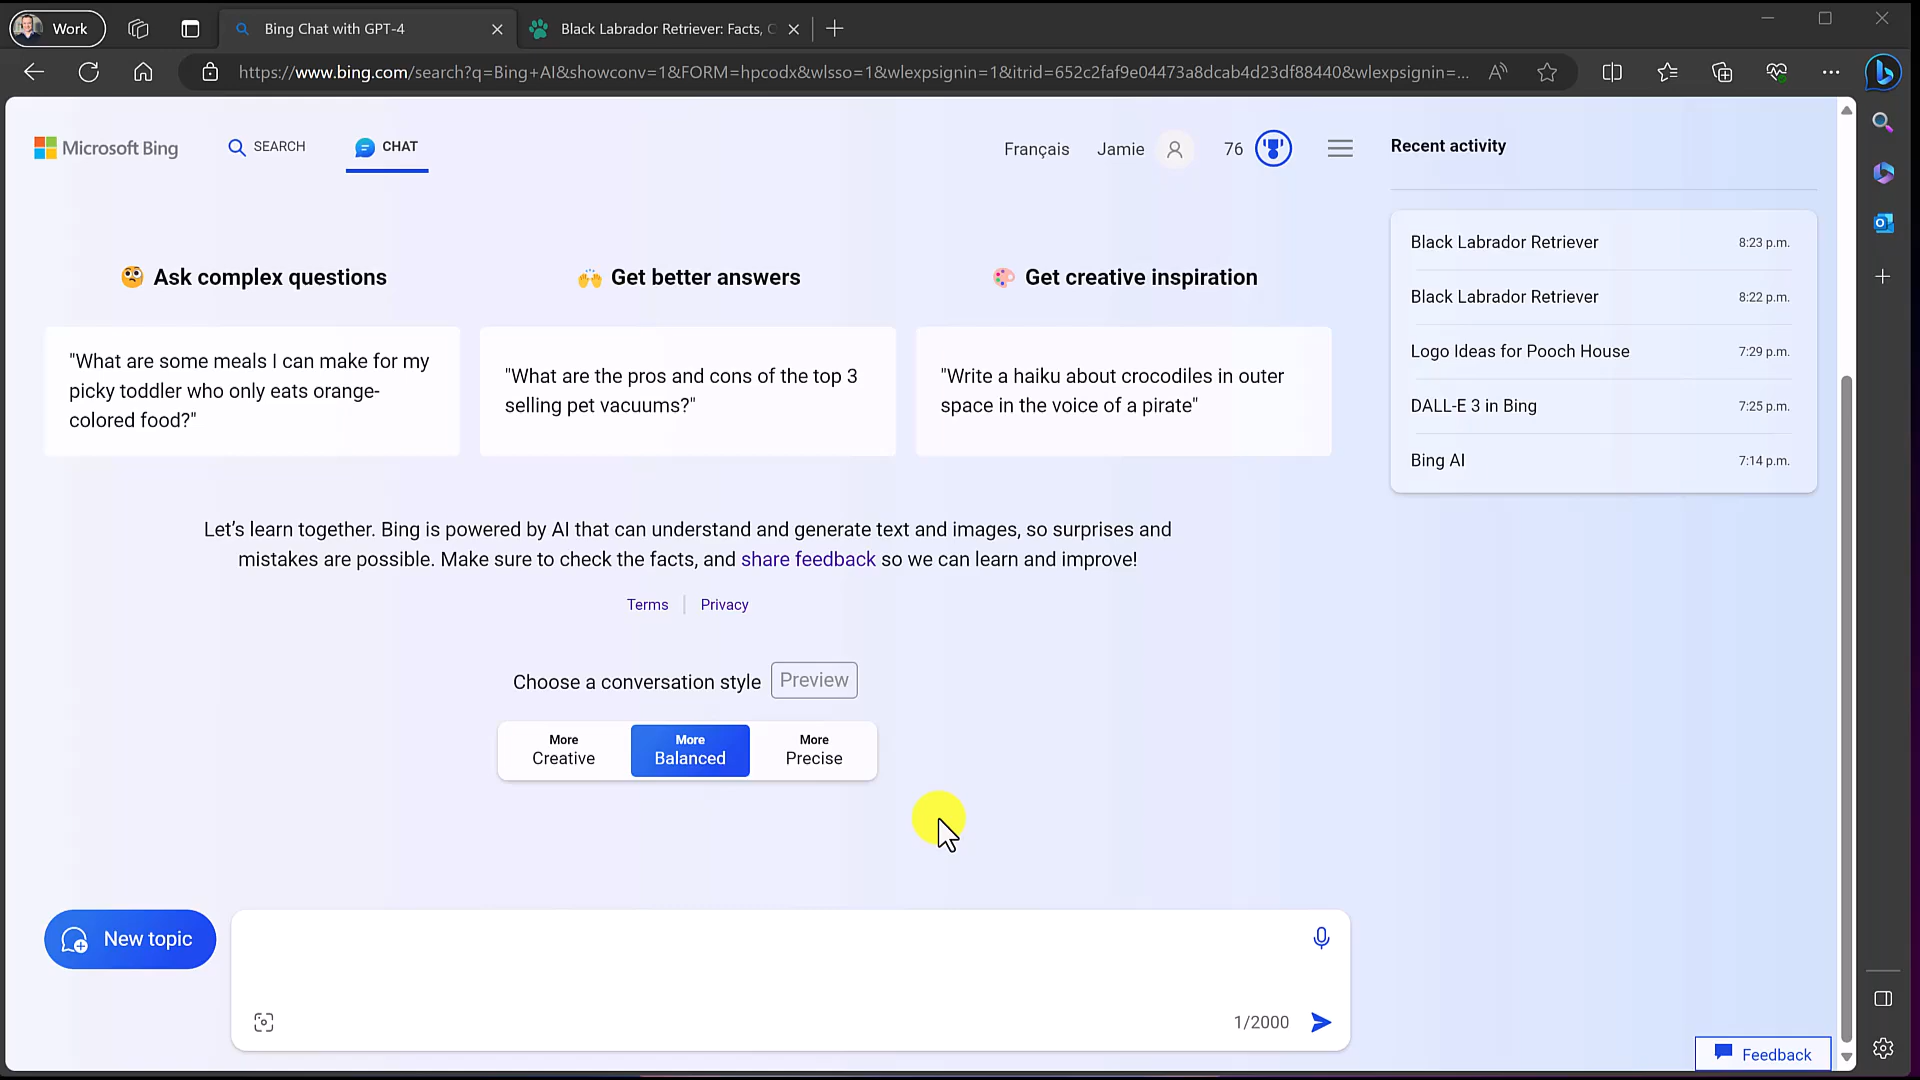 Work
Bing Chat with GPT-4
Black Labrador Retriever: Facts, C
https://www.bing.com/search?q=Bing+AI&showconv=1&FORM=hpcodx&wlsso=1&wlexpsignin=1&itrid=652c2faf9e04473a8dcab4d23df88440&wlexpsignin=...
Microsoft Bing
SEARCH
CHAT
Français
Jamie
76
Recent activity
Black Labrador Retriever 8:23 p.m.
Black Labrador Retriever 8:22 p.m.
Logo Ideas for Pooch House 7:29 p.m.
DALL-E 3 in Bing 7:25 p.m.
Bing AI 7:14 p.m.
Ask complex questions
"What are some meals I can make for my
picky toddler who only eats orange-
colored food?"
Get better answers
"What are the pros and cons of the top 3
selling pet vacuums?"
Get creative inspiration
"Write a haiku about crocodiles in outer
space in the voice of a pirate"
Let's learn together. Bing is powered by AI that can understand and generate text and images, so surprises and
mistakes are possible. Make sure to check the facts, and share feedback so we can learn and improve!
Terms
Privacy
Choose a conversation style Preview
More
Creative
More
Balanced
More
Precise
New topic
1/2000
Feedback